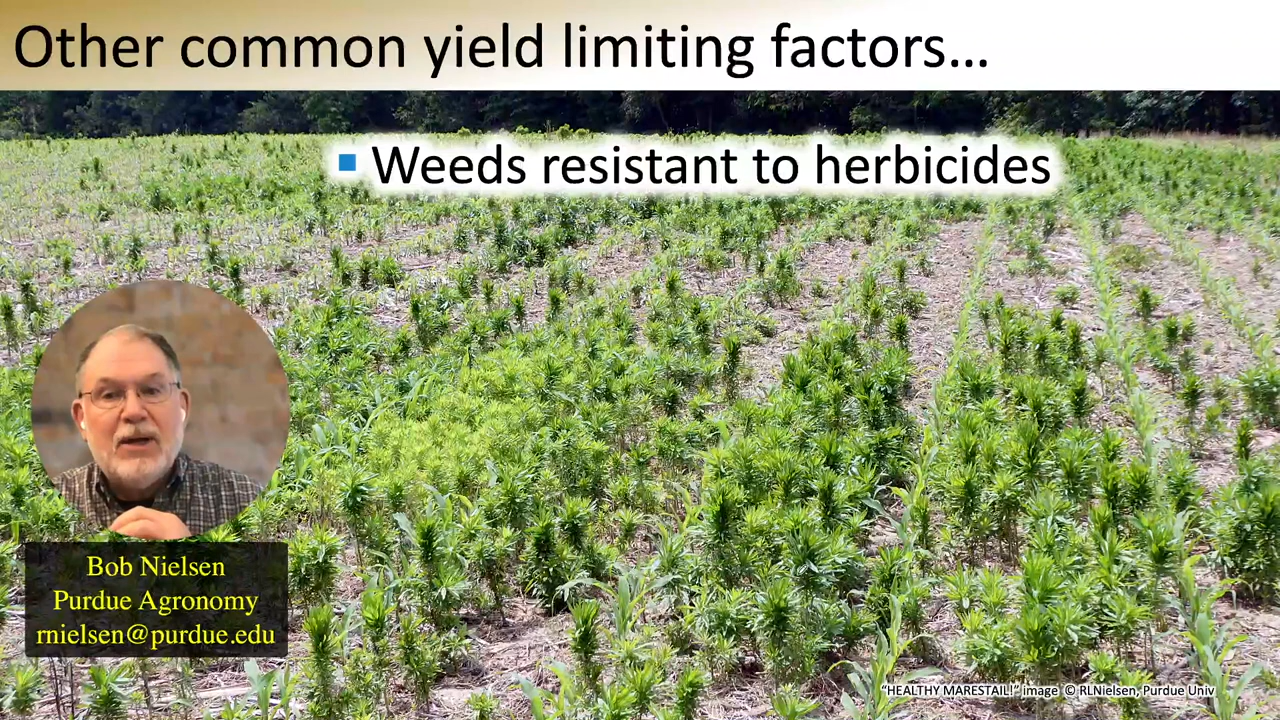 Other common yield limiting factors…
▪ Weeds resistant to herbicides
Bob Nielsen
Purdue Agronomy
rnielsen@purdue.edu
“HEALTHY MARESTAIL!” image © RLNielsen, Purdue Univ